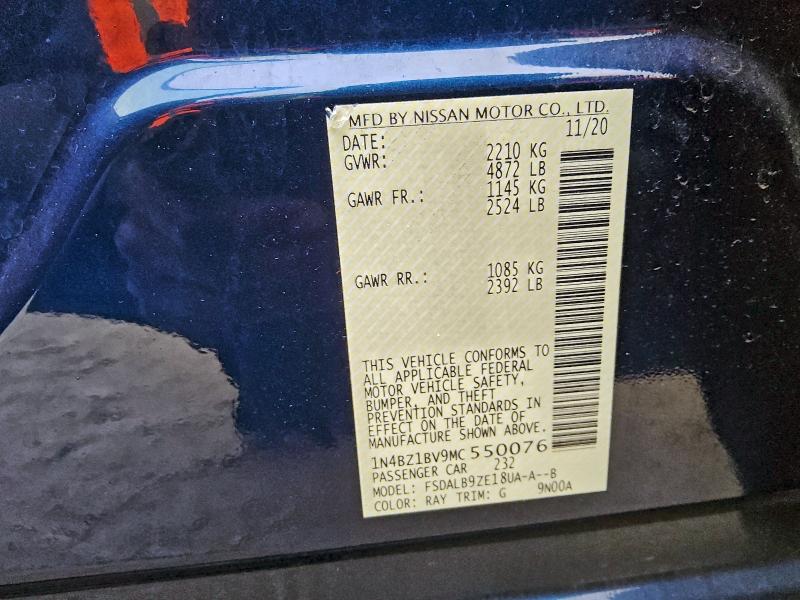 MFD BY NISSAN MOTOR CO., LTD.
DATE: 11/20
GVWR: 2210 KG
4872 LB
GAWR FR.: 1145 KG
2524 LB
GAWR RR.: 1085 KG
2392 LB
THIS VEHICLE CONFORMS TO
ALL APPLICABLE FEDERAL
MOTOR VEHICLE SAFETY,
BUMPER, AND THEFT
PREVENTION STANDARDS IN
EFFECT ON THE DATE OF
MANUFACTURE SHOWN ABOVE.
1N4BZ1BV9MC 550076
PASSENGER CAR 232
MODEL: FSDALB9ZE18UA-A--B
COLOR: RAY TRIM: G 9N00A